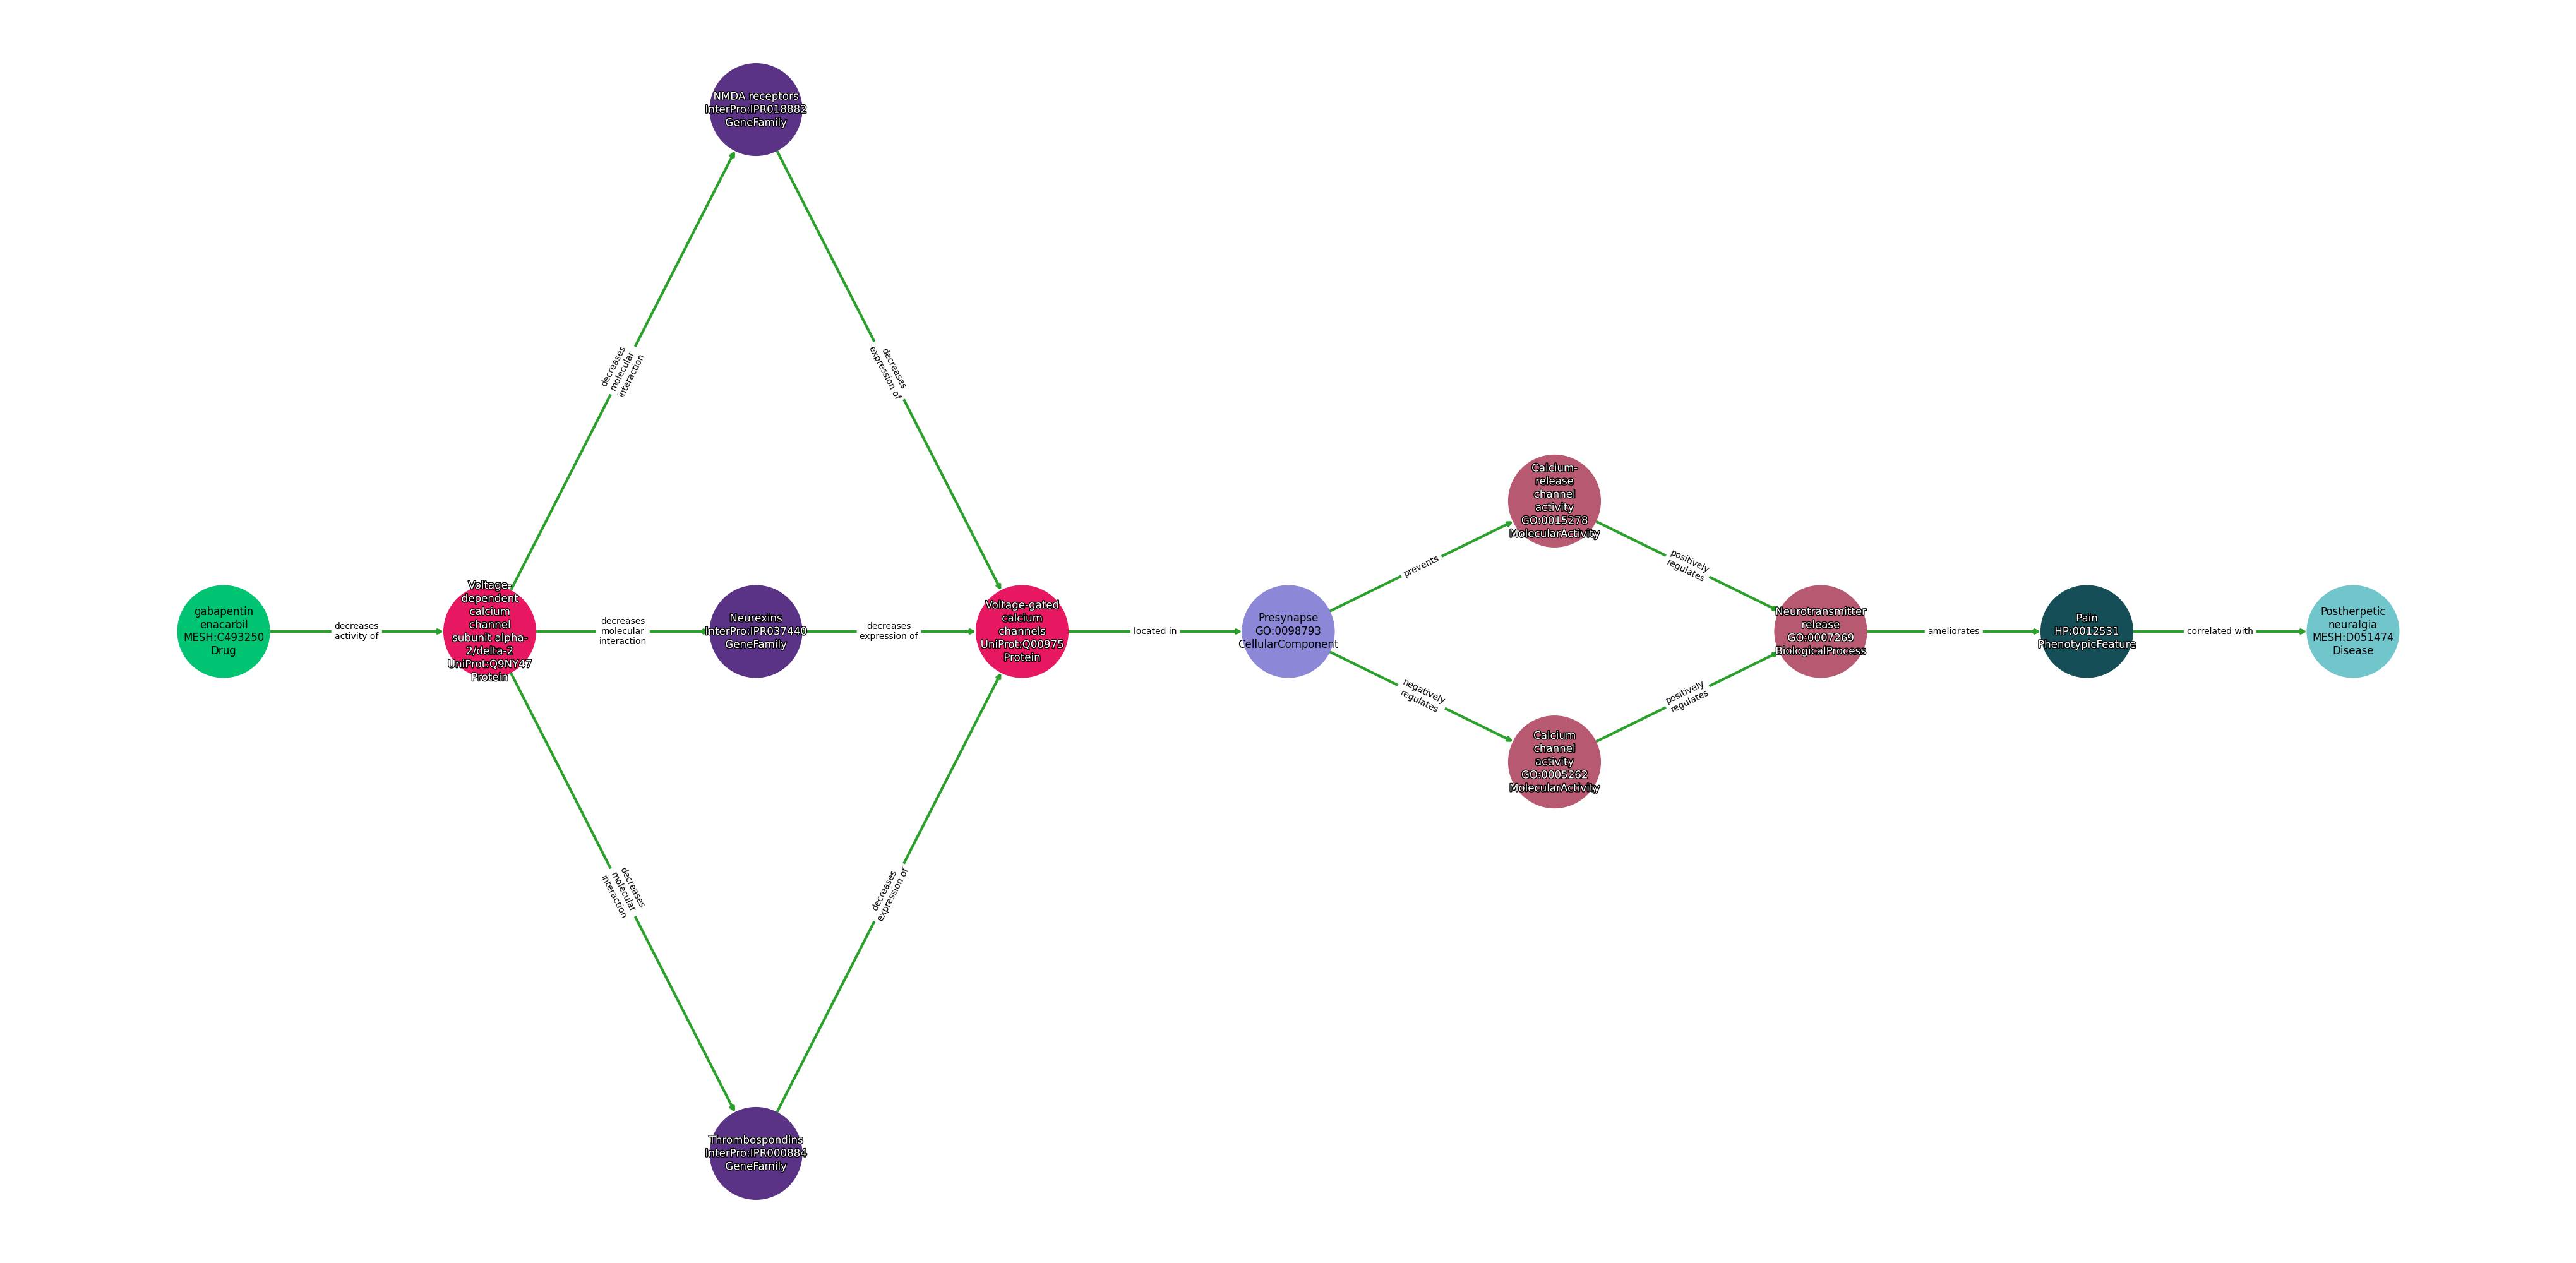 NMDA receptors
InterPro:IPR018882
GeneFamily
decreases
molecular
interaction
decreases
expression of
gabapentin
enacarbil
MESH:C493250
Drug
decreases
activity of
Voltage-
dependent
calcium
channel
subunit alpha-
2/delta-2
UniProt:Q9NY47
Protein
decreases
molecular
interaction
Neurexins
InterPro:IPR037440
GeneFamily
decreases
expression of
Voltage-gated
calcium
channels
UniProt:Q00975
Protein
located in
Presynapse
GO:0098793
CellularComponent
prevents
Calcium-
release
channel
activity
GO:0015278
MolecularActivity
positively
regulates
negatively
regulates
Calcium
channel
activity
GO:0005262
MolecularActivity
positively
regulates
Neurotransmitter
release
GO:0007269
BiologicalProcess
ameliorates
Pain
HP:0012531
PhenotypicFeature
correlated with
Postherpetic
neuralgia
MESH:D051474
Disease
decreases
molecular
interaction
decreases
expression of
Thrombospondins
InterPro:IPR000884
GeneFamily